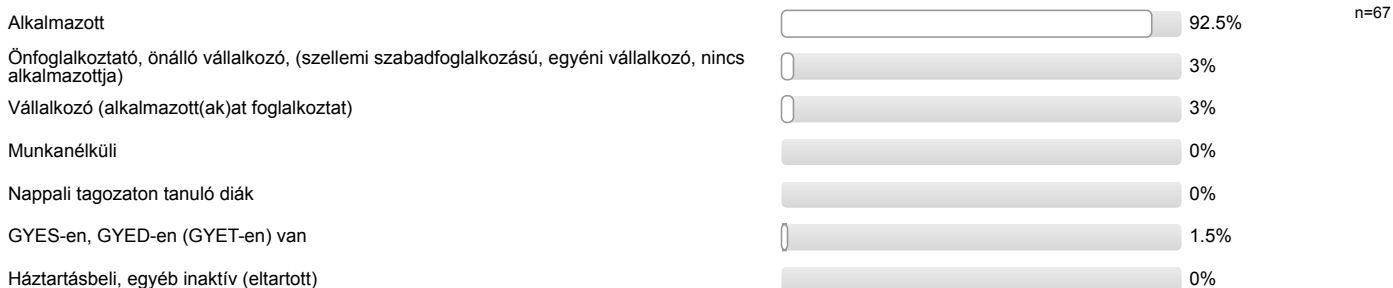 Alkalmazott 92.5% n=67
Önfoglalkoztató, önálló vállalkozó, (szellemi szabadfoglalkozású, egyéni vállalkozó, nincs
alkalmazottja) 3%
Vállalkozó (alkalmazott(ak)at foglalkoztat) 3%
Munkanélküli 0%
Nappali tagozaton tanuló diák 0%
GYES-en, GYED-en (GYET-en) van 1.5%
Háztartásbeli, egyéb inaktív (eltartott) 0%